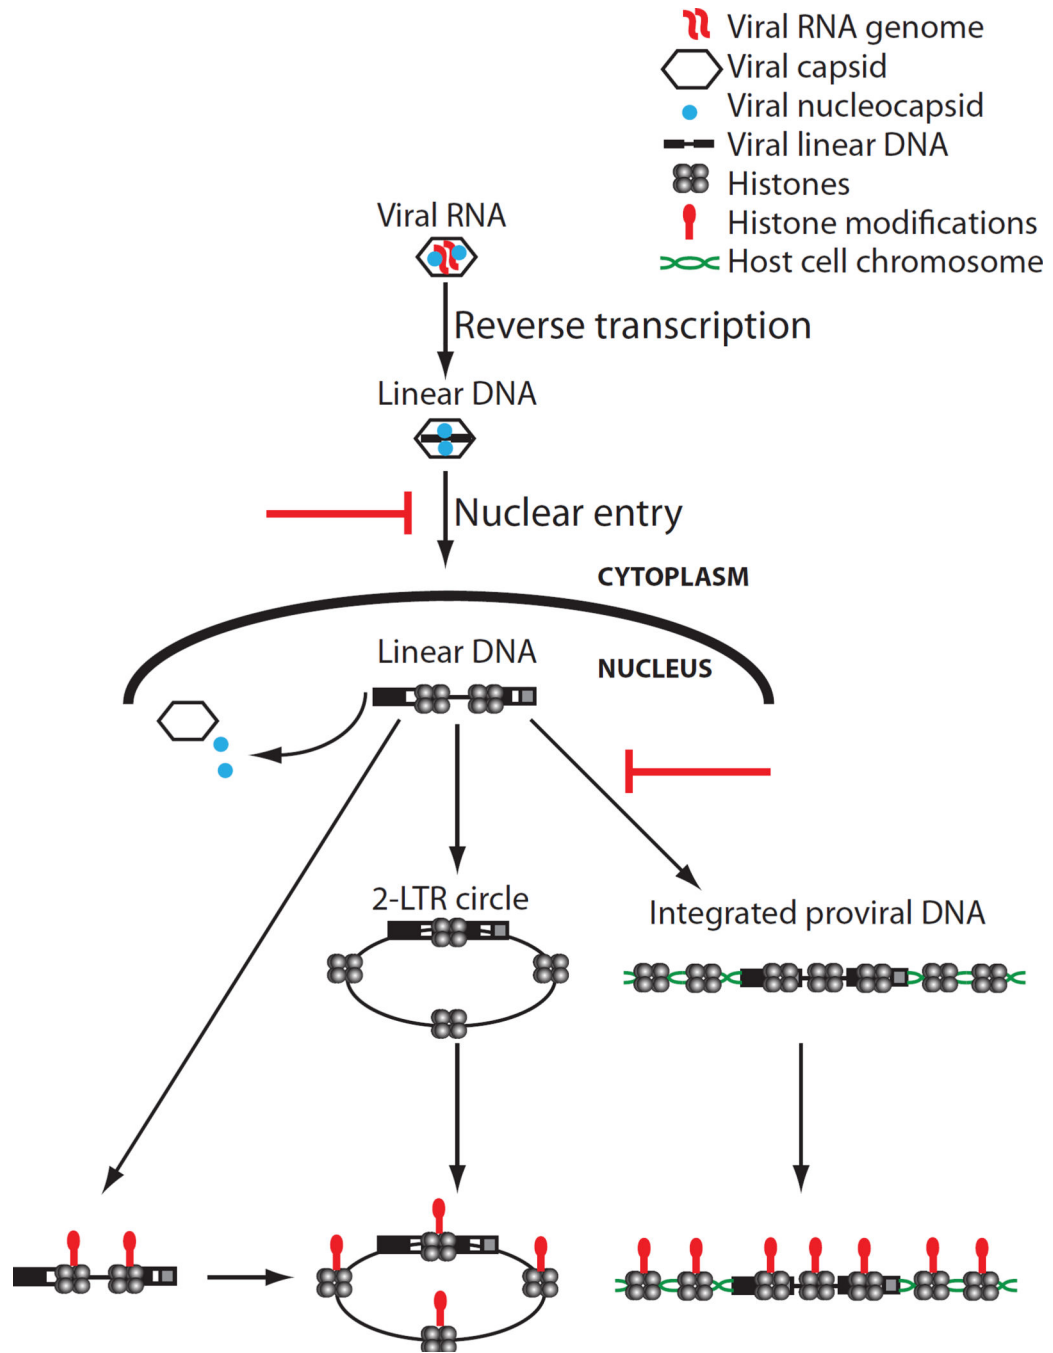 Viral RNA genome
Viral capsid
Viral nucleocapsid
Viral linear DNA
Histones
Histone modifications
Host cell chromosome
Viral RNA
Reverse transcription
Linear DNA
Nuclear entry
CYTOPLASM
Linear DNA
NUCLEUS
2-LTR circle
Integrated proviral DNA